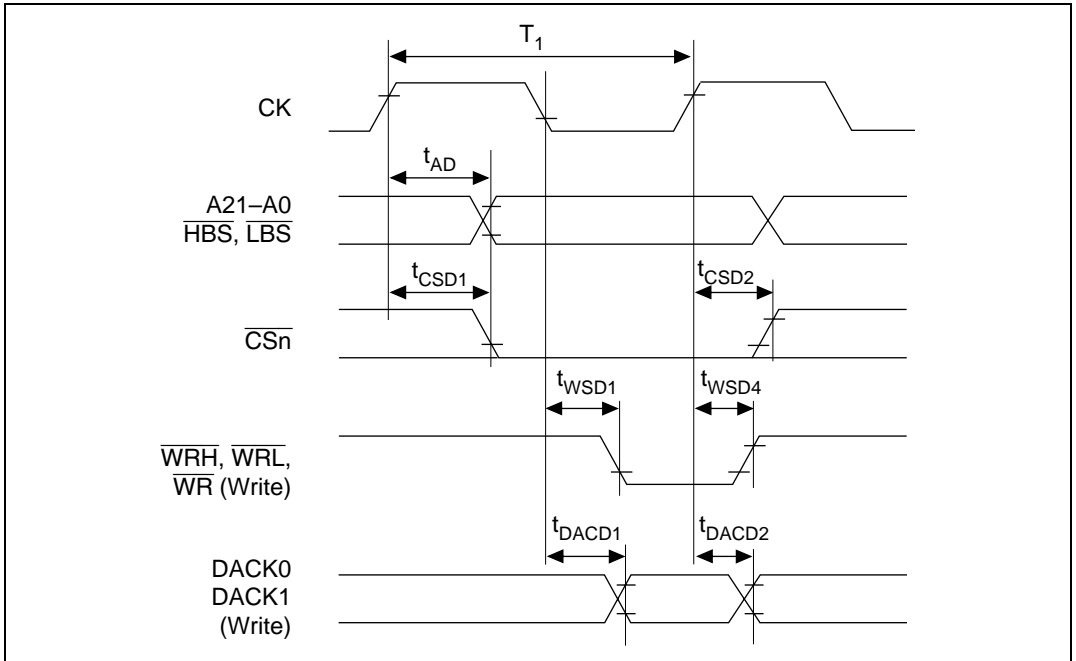 T1
CK
tAD
A21–A0
HBS, LBS
tCSD1
tCSD2
CSn
tWSD1
tWSD4
WRH, WRL,
WR (Write)
tDACD1
tDACD2
DACK0
DACK1
(Write)